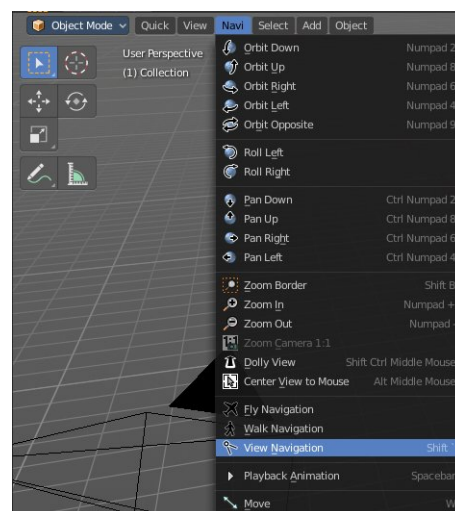 Object Mode Quick View Navi Select Add Object
User Perspective
(1) Collection
Orbit Down Numpad 2
Orbit Up Numpad 8
Orbit Right Numpad 6
Orbit Left Numpad 4
Orbit Opposite Numpad 9
Roll Left
Roll Right
Pan Down Ctrl Numpad 2
Pan Up Ctrl Numpad 8
Pan Right Ctrl Numpad 6
Pan Left Ctrl Numpad 4
Zoom Border Shift B
Zoom In Numpad +
Zoom Out Numpad -
Zoom Camera 1:1
Dolly View Shift Ctrl Middle Mouse
Center View to Mouse Alt Middle Mouse
Fly Navigation
Walk Navigation
View Navigation Shift `
Playback Animation Spacebar
Move W